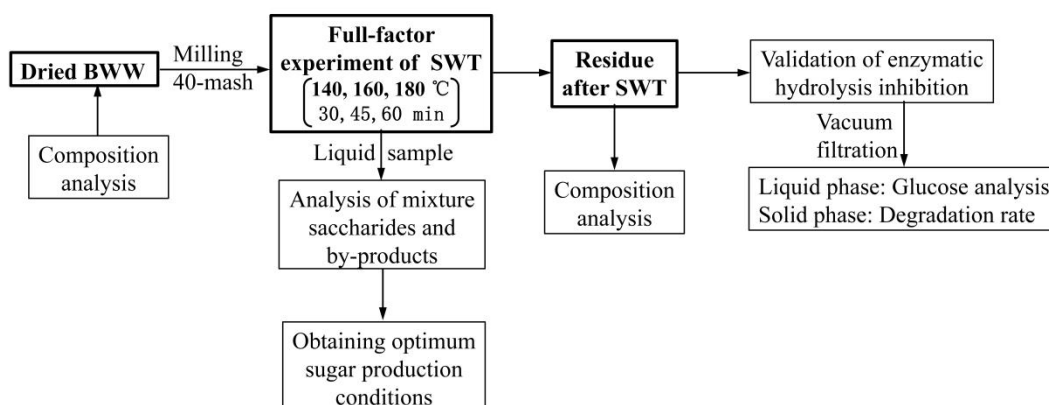 Dried BWW
Composition
analysis
Milling
40-mash
Full-factor
experiment of SWT
140, 160, 180 ℃
30, 45, 60 min
Liquid sample
Analysis of mixture
saccharides and
by-products
Obtaining optimum
sugar production
conditions
Residue
after SWT
Composition
analysis
Validation of enzymatic
hydrolysis inhibition
Vacuum
filtration
Liquid phase: Glucose analysis
Solid phase: Degradation rate